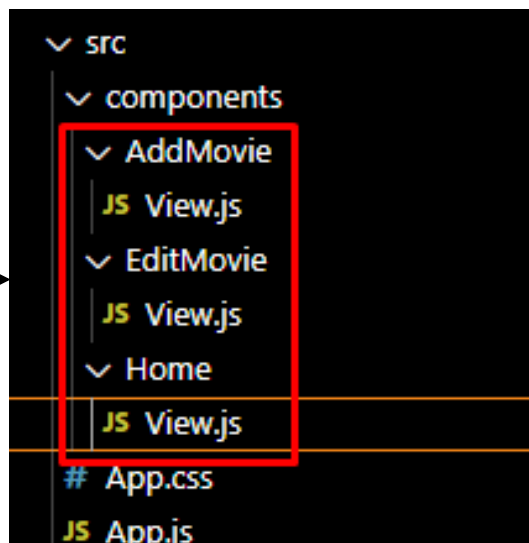 src
components
AddMovie
JS View.js
EditMovie
JS View.js
Home
JS View.js
# App.css
JS App.js